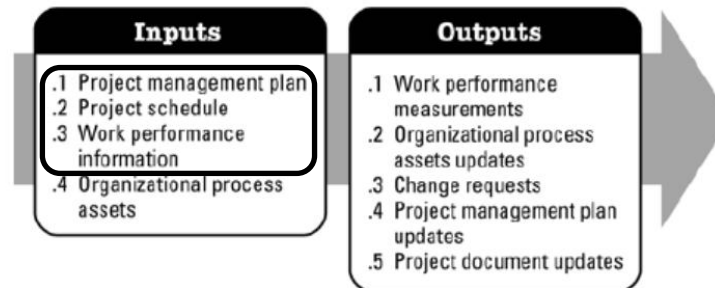 Inputs
.1 Project management plan
.2 Project schedule
.3 Work performance
information
.4 Organizational process
assets
Outputs
.1 Work performance
measurements
.2 Organizational process
assets updates
.3 Change requests
.4 Project management plan
updates
.5 Project document updates